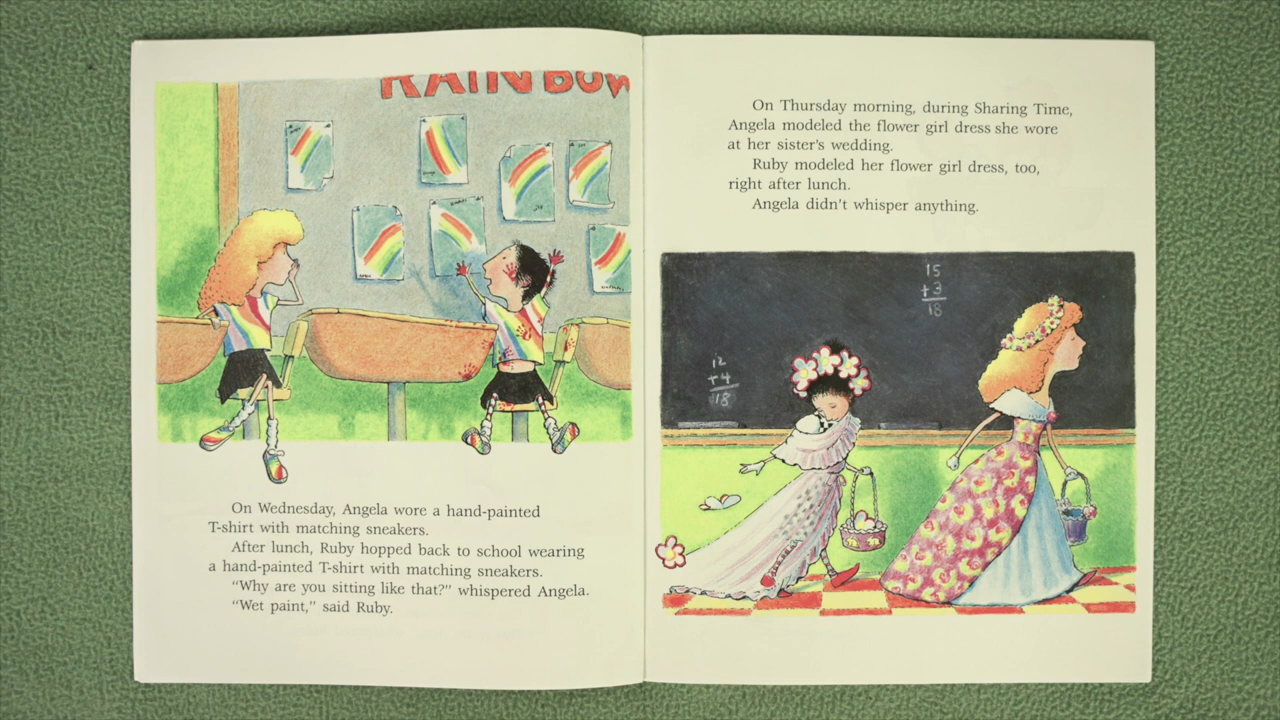 RAINBOW
On Wednesday, Angela wore a hand-painted
T-shirt with matching sneakers.
After lunch, Ruby hopped back to school wearing
a hand-painted T-shirt with matching sneakers.
“Why are you sitting like that?” whispered Angela.
“Wet paint,” said Ruby.
On Thursday morning, during Sharing Time,
Angela modeled the flower girl dress she wore
at her sister’s wedding.
Ruby modeled her flower girl dress, too,
right after lunch.
Angela didn’t whisper anything.
15
+3
18
12
+4
18